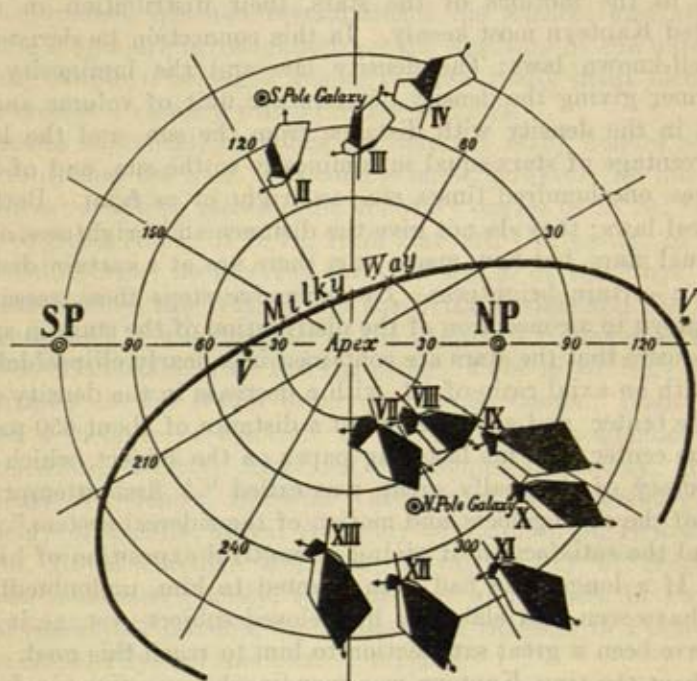 S.Pole Galaxy
IV
120
III
60
II
150
30
Milky Way
V
SP
NP
90
60
30
Apex
30
90
120
V
VII
VIII
IX
210
N.Pole Galaxy
X
XIII
240
300
XI
XII